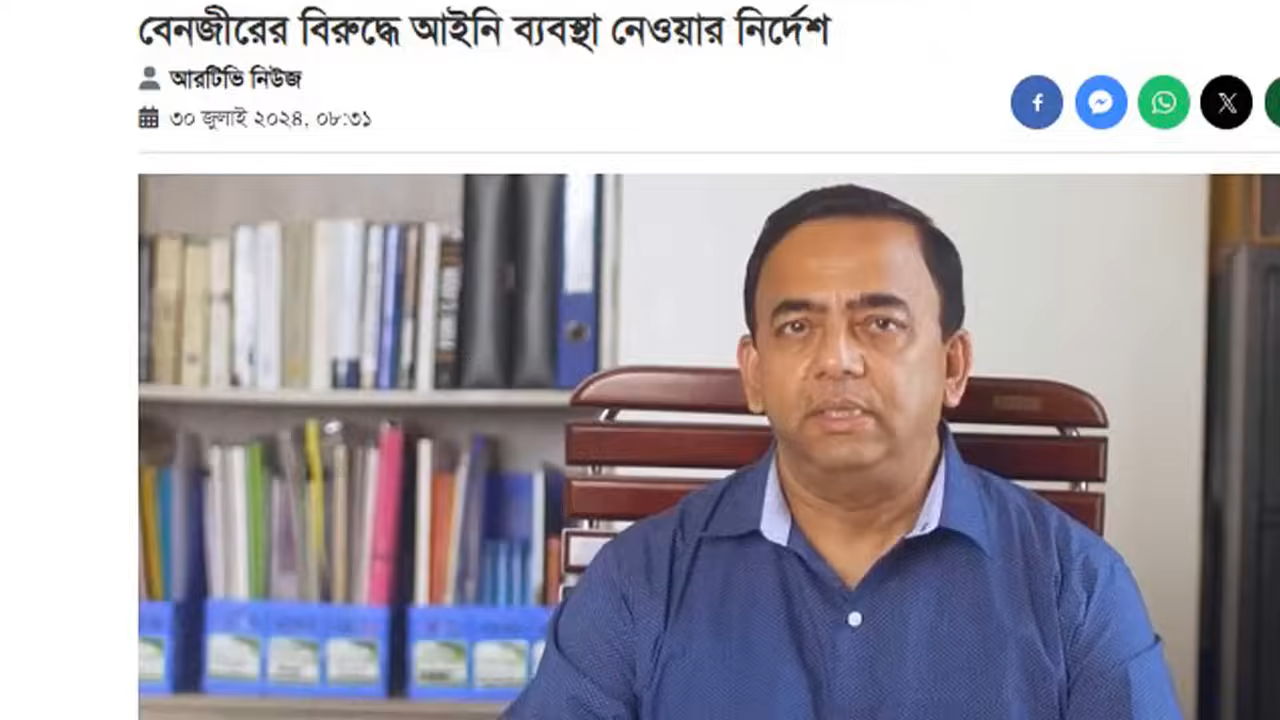 বেনজীরের বিরুদ্ধে আইনি ব্যবস্থা নেওয়ার নির্দেশ
আরটিভি নিউজ
৩০ জুলাই ২০২৪, ০৮:৩১